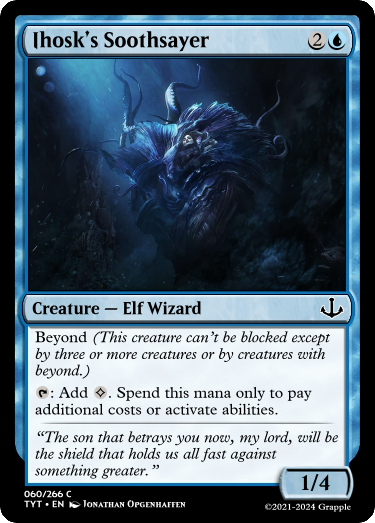 Jhosk's Soothsayer 2
Creature — Elf Wizard
Beyond (This creature can't be blocked except
by three or more creatures or by creatures with
beyond.)
: Add . Spend this mana only to pay
additional costs or activate abilities.
“The son that betrays you now, my lord, will be
the shield that holds us all fast against
something greater.”
1/4
060/266 C
TYT • EN Jonathan Opgenhaffen
©2021-2024 Grapple